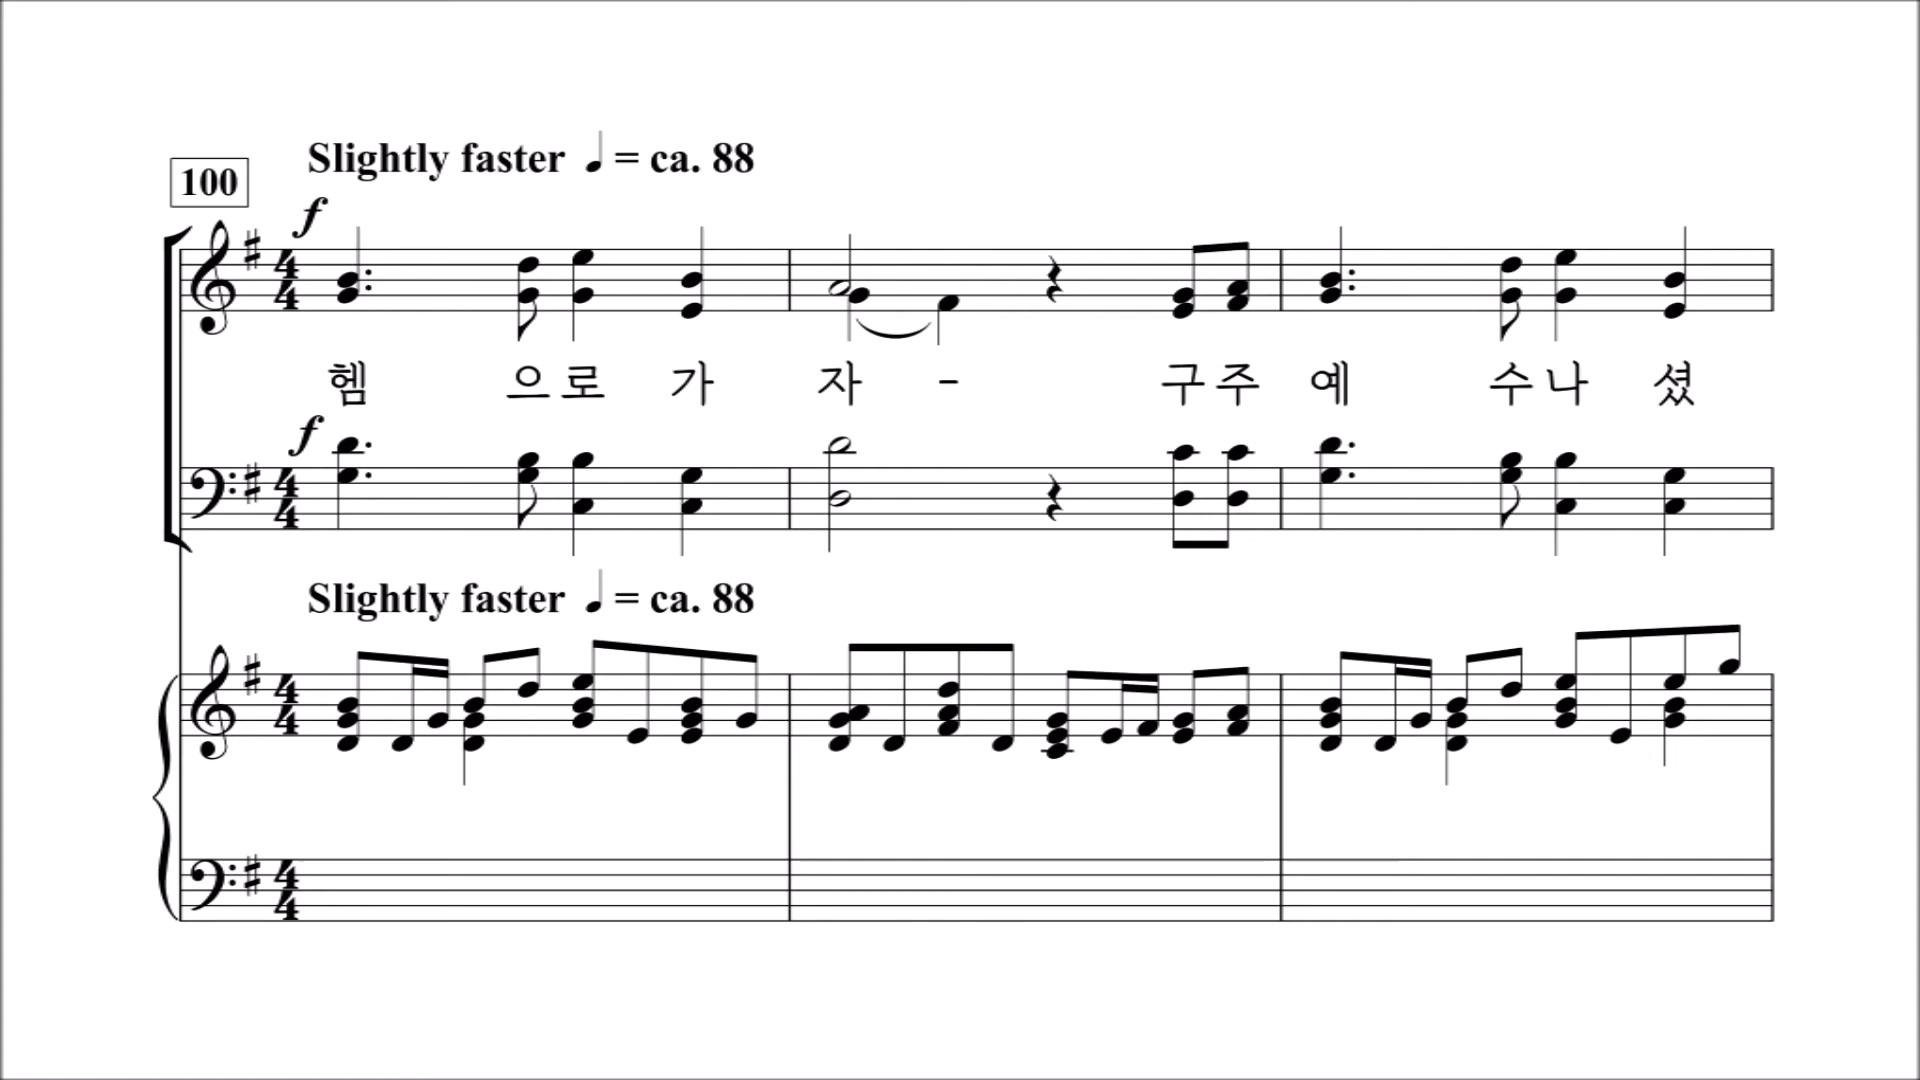 Slightly faster ♩ = ca. 88
100
f
헴 으로 가 자 - 구주 예 수나 셨
f
Slightly faster ♩ = ca. 88